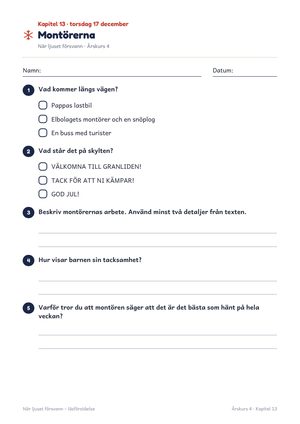 Kapitel 13 · torsdag 17 december
Montörerna
När ljuset försvann · Årskurs 4
Namn:
Datum:
1 Vad kommer längs vägen?
Pappas lastbil
Elbolagets montörer och en snöplog
En buss med turister
2 Vad står det på skylten?
VÄLKOMNA TILL GRANLIDEN!
TACK FÖR ATT NI KÄMPAR!
GOD JUL!
3 Beskriv montörernas arbete. Använd minst två detaljer från texten.
4 Hur visar barnen sin tacksamhet?
5 Varför tror du att montören säger att det är det bästa som hänt på hela
veckan?
När ljuset försvann – läsförståelse
Årskurs 4 · Kapitel 13